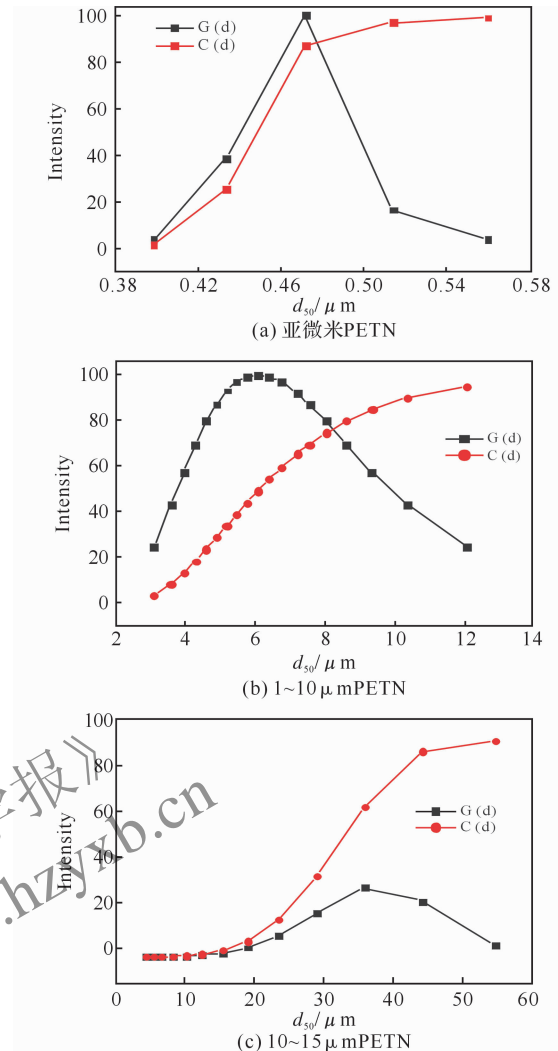 100
80
60
40
20
0
Intensity
G (d)
C (d)
0.38 0.42 0.46 0.50 0.54 0.58
d50/μm
(a) 亚微米PETN
100
80
60
40
20
0
Intensity
G (d)
C (d)
2 4 6 8 10 12 14
d50/μm
(b) 1~10μmPETN
100
80
60
40
20
0
Intensity
G (d)
C (d)
0 10 20 30 40 50 60
d50/μm
(c) 10~15μmPETN
学报》
.hzyxb.cn